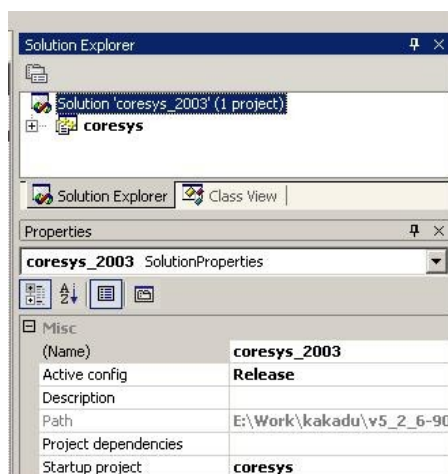 Solution Explorer
Solution 'coresys_2003' (1 project)
coresys
Solution Explorer
Class View
Properties
coresys_2003 SolutionProperties
Misc
(Name) coresys_2003
Active config Release
Description
Path E:\Work\kakadu\v5_2_6-90
Project dependencies
Startup project coresys